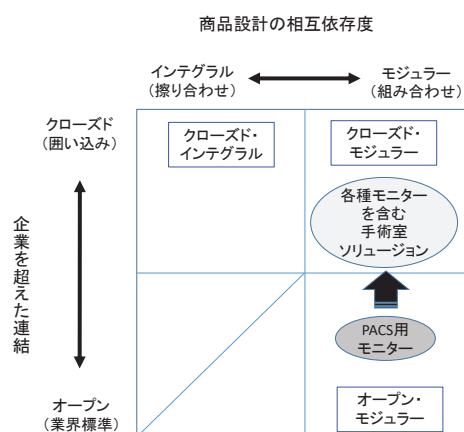 商品設計の相互依存度
インテグラル
(擦り合わせ)
モジュラー
(組み合わせ)
クローズド
(囲い込み)
クローズド・
インテグラル
クローズド・
モジュラー
各種モニター
を含む
手術室
ソリュージョン
企業を超えた連結
PACS用
モニター
オープン
(業界標準)
オープン・
モジュラー